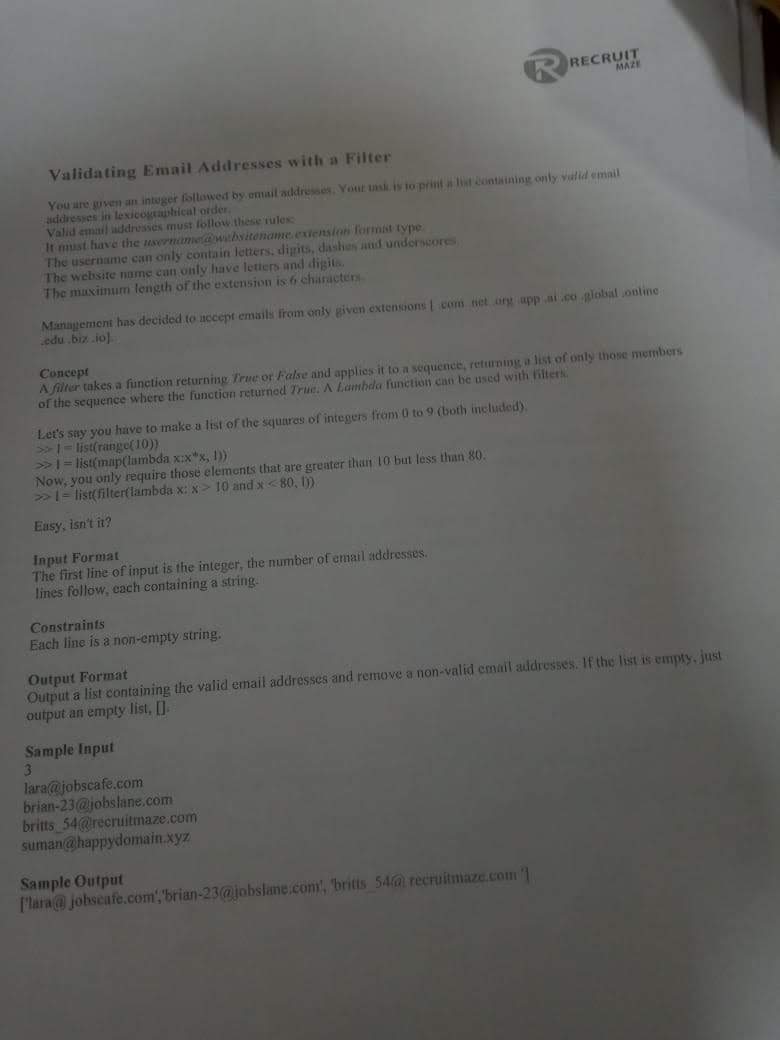 RECRUIT
MAZE
Validating Email Addresses with a Filter
You are given an integer followed by email addresses. Your task is to print a list containing only valid email
addresses in lexicographical order.
Valid email addresses must follow these rules:
It must have the username@websitename.extension format type.
The username can only contain letters, digits, dashes and underscores.
The website name can only have letters and digits.
The maximum length of the extension is 6 characters.
Management has decided to accept emails from only given extensions [ .com .net .org .app .ai .co .global .online
.edu .biz .io].
Concept
A filter takes a function returning True or False and applies it to a sequence, returning a list of only those members
of the sequence where the function returned True. A Lambda function can be used with filters.
Let's say you have to make a list of the squares of integers from 0 to 9 (both included).
>> l = list(range(10))
>> l = list(map(lambda x:x*x, l))
Now, you only require those elements that are greater than 10 but less than 80.
>> l = list(filter(lambda x: x > 10 and x < 80, l))
Easy, isn't it?
Input Format
The first line of input is the integer, the number of email addresses.
lines follow, each containing a string.
Constraints
Each line is a non-empty string.
Output Format
Output a list containing the valid email addresses and remove a non-valid email addresses. If the list is empty, just
output an empty list, [].
Sample Input
3
lara@jobscafe.com
brian-23@jobslane.com
britts_54@recruitmaze.com
suman@happydomain.xyz
Sample Output
['lara@ jobscafe.com','brian-23@jobslane.com', 'britts_54@ recruitmaze.com ']